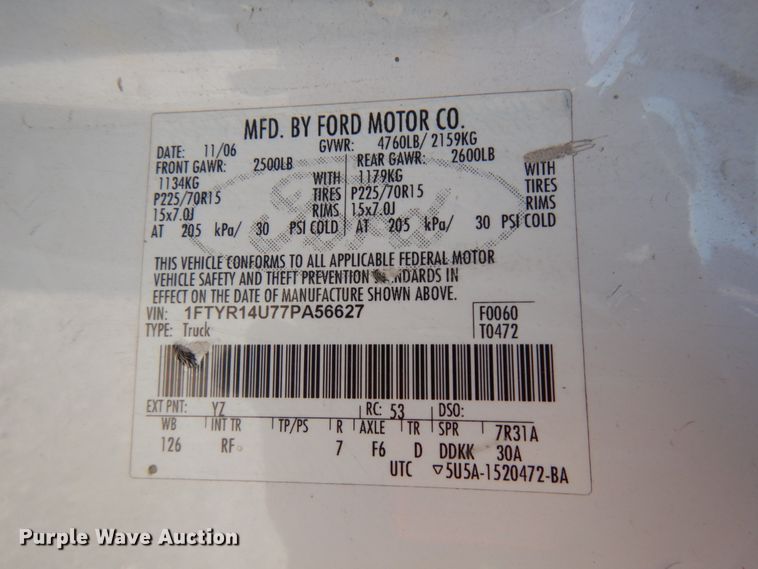 MFD. BY FORD MOTOR CO.
DATE: 11/06 GVWR: 4760LB/ 2159KG
FRONT GAWR: 2500LB REAR GAWR: 2600LB
1134KG WITH 1179KG WITH
P225/70R15 TIRES P225/70R15 TIRES
15x7.0J RIMS 15x7.0J RIMS
AT 205 kPa/ 30 PSI COLD AT 205 kPa/ 30 PSI COLD
Ford
THIS VEHICLE CONFORMS TO ALL APPLICABLE FEDERAL MOTOR
VEHICLE SAFETY AND THEFT PREVENTION NDARDS IN
EFFECT ON THE DATE OF MANUFACTURE SHOWN ABOVE.
VIN: 1FTYR14U77PA56627 F0060
TYPE: Truck T0472
EXT PNT: YZ RC: 53 DSO:
WB INT TR TP/PS R AXLE TR SPR 7R31A
126 RF 7 F6 D DDKK 30A
UTC ▽5U5A-1520472-BA
Purple Wave Auction